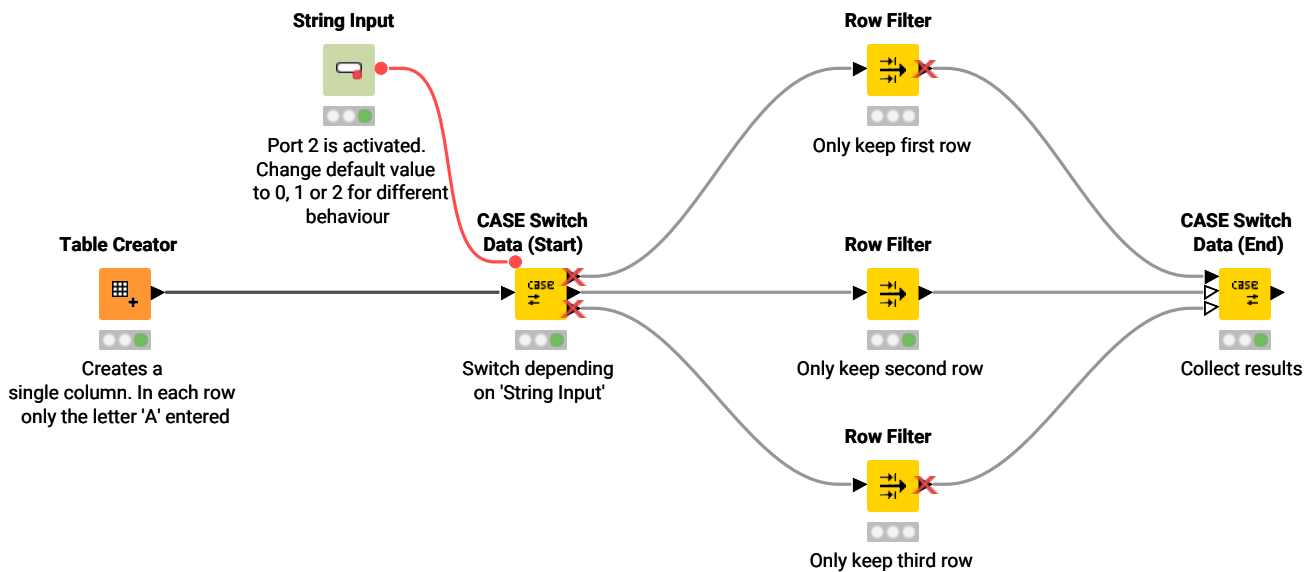 String Input
Port 2 is activated.
Change default value
to 0, 1 or 2 for different
behaviour
Row Filter
Only keep first row
Table Creator
Creates a
single column. In each row
only the letter 'A' entered
CASE Switch
Data (Start)
case
Switch depending
on 'String Input'
Row Filter
Only keep second row
CASE Switch
Data (End)
case
Collect results
Row Filter
Only keep third row